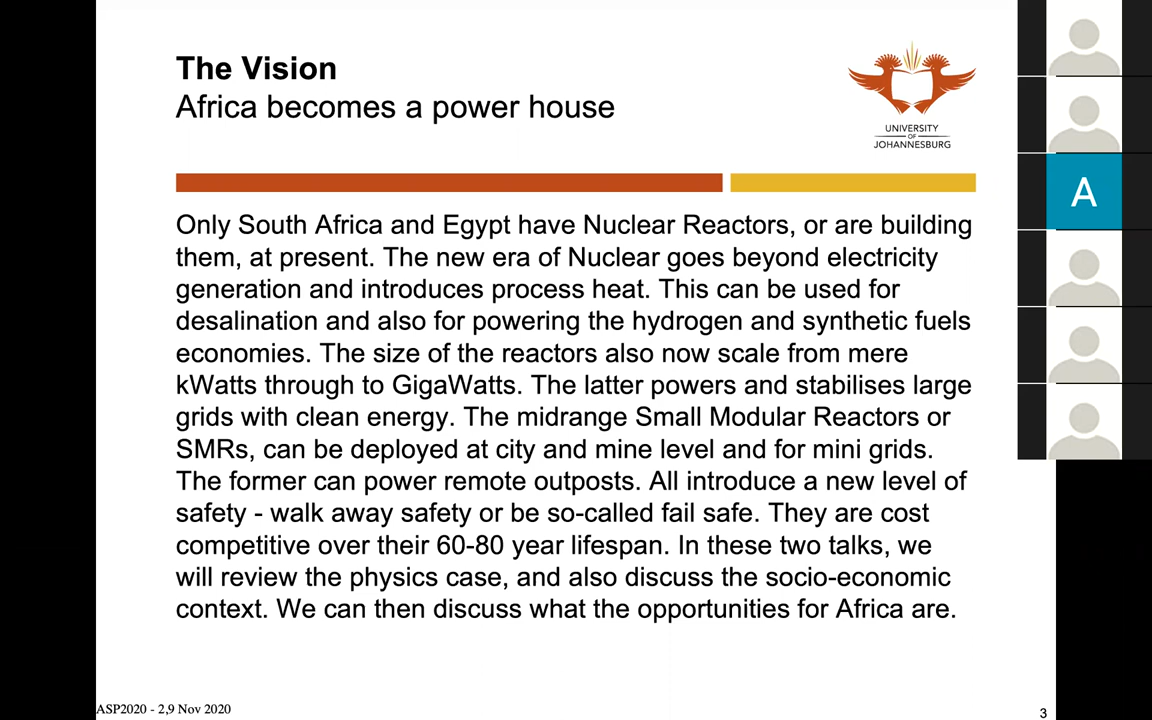 The Vision
Africa becomes a power house
UNIVERSITY
OF
JOHANNESBURG
A
Only South Africa and Egypt have Nuclear Reactors, or are building
them, at present. The new era of Nuclear goes beyond electricity
generation and introduces process heat. This can be used for
desalination and also for powering the hydrogen and synthetic fuels
economies. The size of the reactors also now scale from mere
kWatts through to GigaWatts. The latter powers and stabilises large
grids with clean energy. The midrange Small Modular Reactors or
SMRs, can be deployed at city and mine level and for mini grids.
The former can power remote outposts. All introduce a new level of
safety - walk away safety or be so-called fail safe. They are cost
competitive over their 60-80 year lifespan. In these two talks, we
will review the physics case, and also discuss the socio-economic
context. We can then discuss what the opportunities for Africa are.
ASP2020 - 2,9 Nov 2020
3